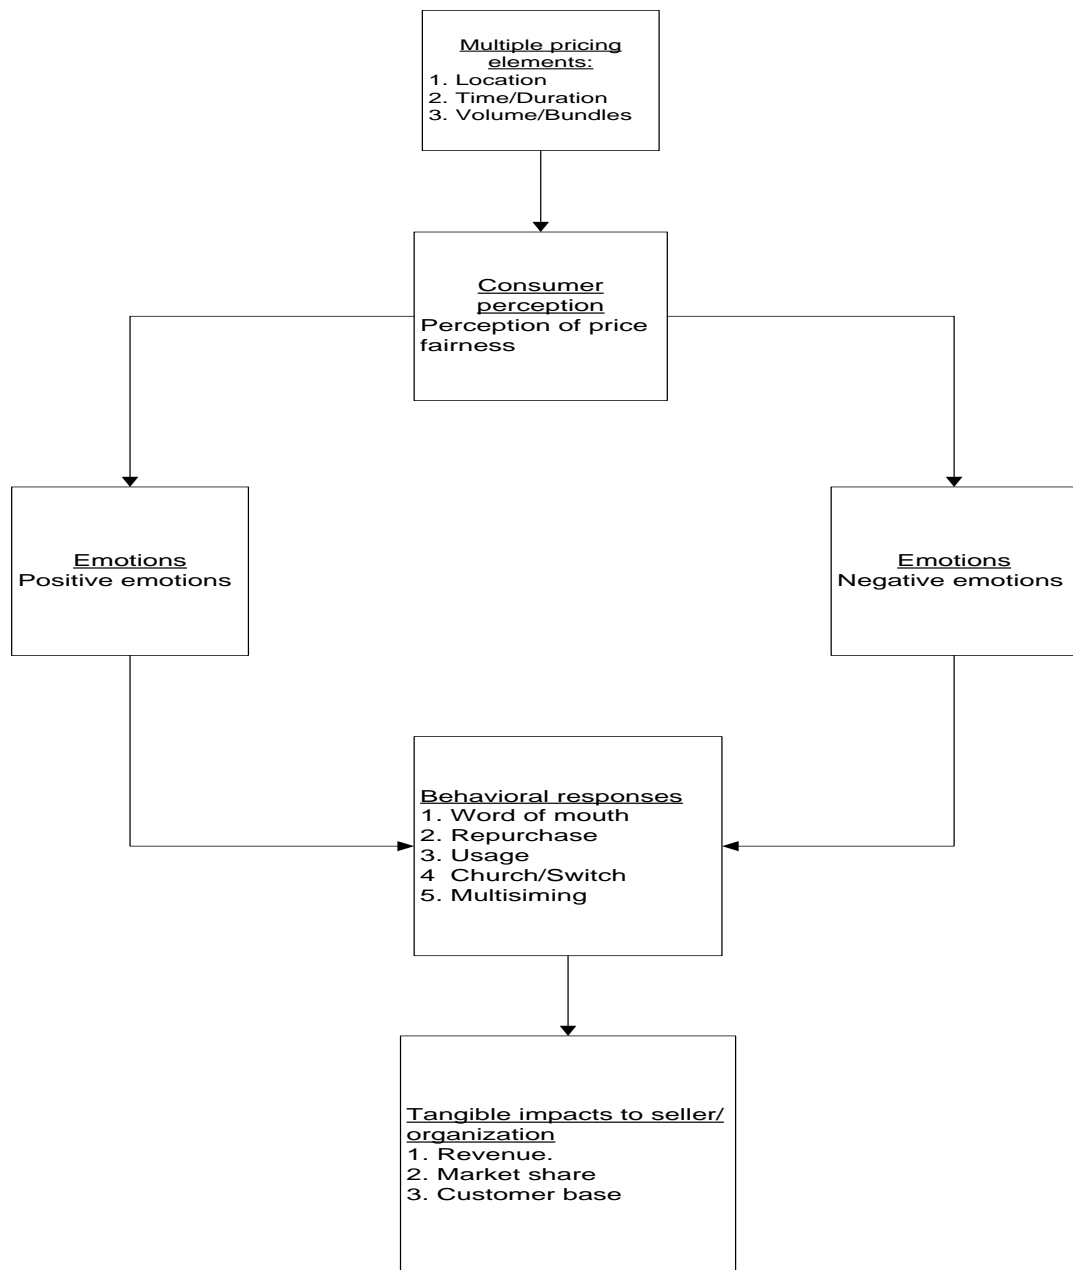 Multiple pricing
elements:
1. Location
2. Time/Duration
3. Volume/Bundles
Consumer
perception
Perception of price
fairness
Emotions
Positive emotions
Emotions
Negative emotions
Behavioral responses
1. Word of mouth
2. Repurchase
3. Usage
4 Church/Switch
5. Multisiming
Tangible impacts to seller/
organization
1. Revenue.
2. Market share
3. Customer base